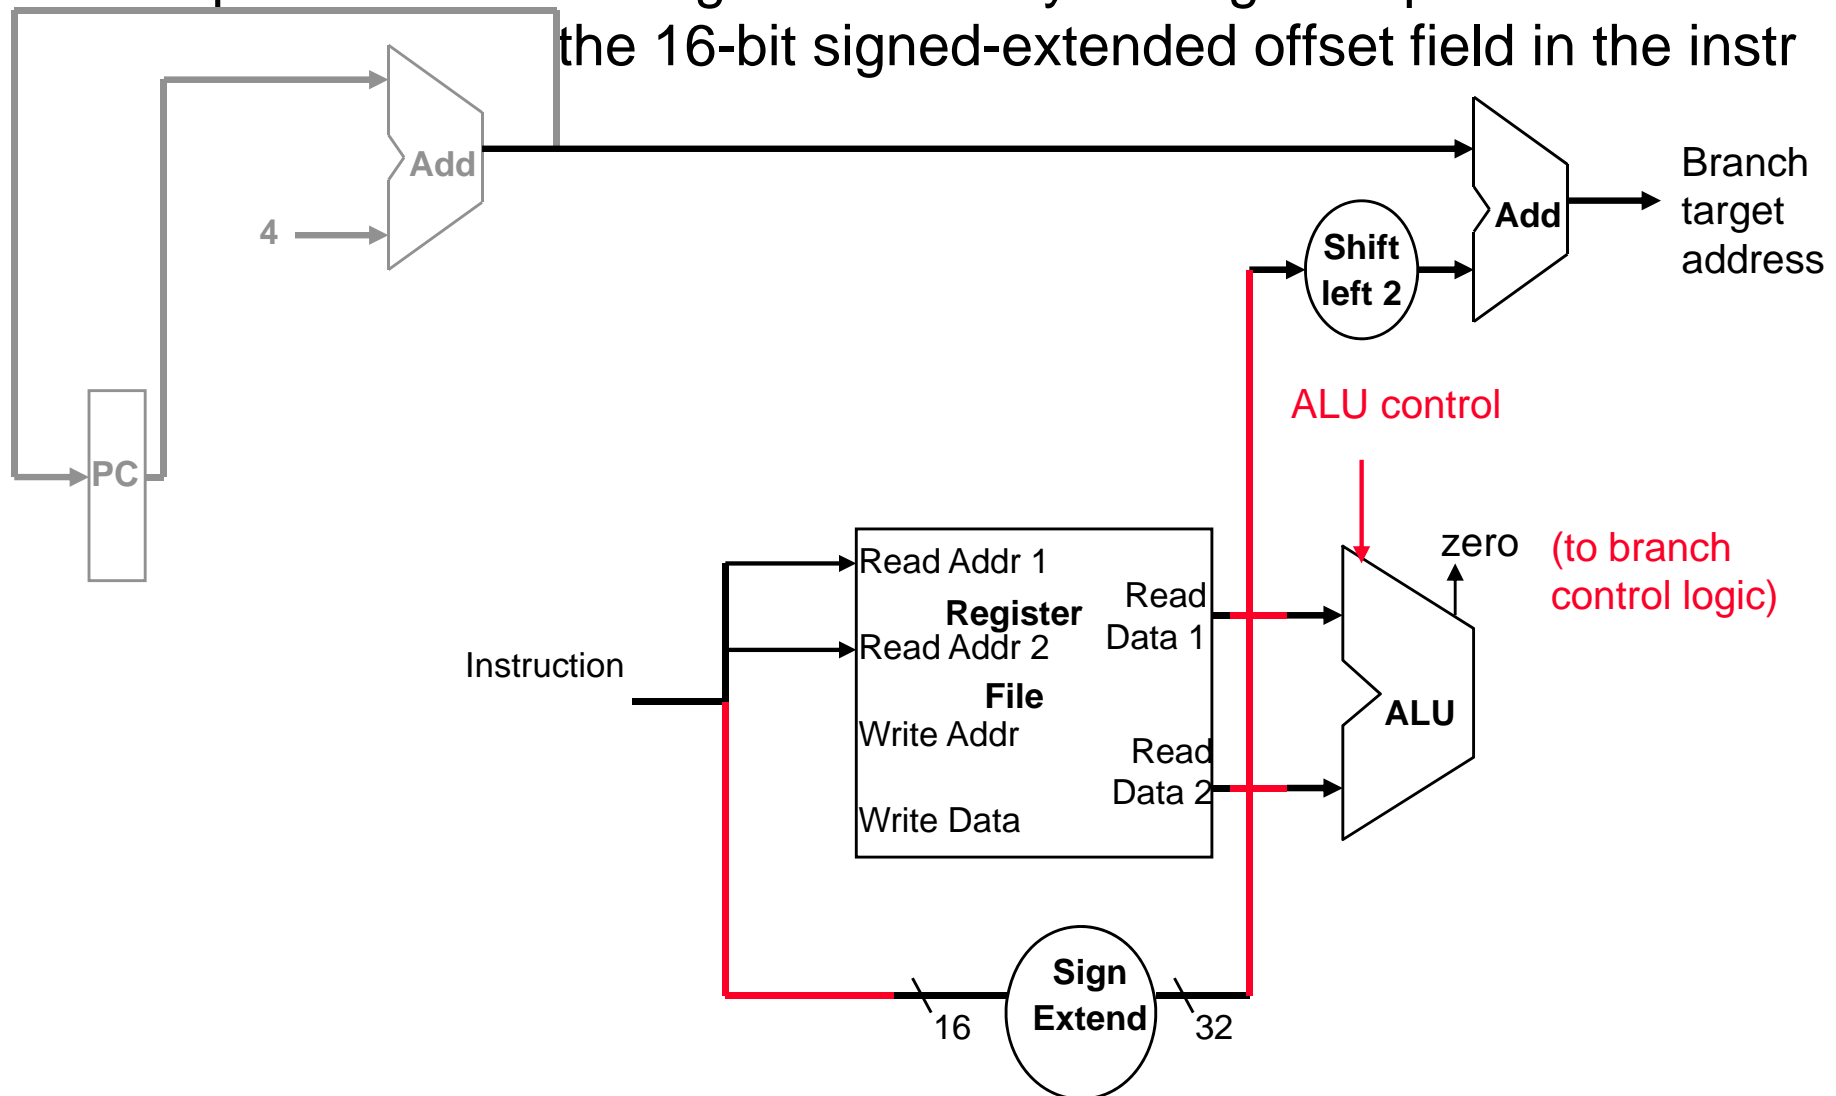 the 16-bit signed-extended offset field in the instr
Add
4
PC
Add
Branch
target
address
Shift
left 2
ALU control
Instruction
Read Addr 1
Register
Read Addr 2
File
Write Addr
Write Data
Read
Data 1
Read
Data 2
zero
(to branch
control logic)
ALU
Sign
Extend
16
32